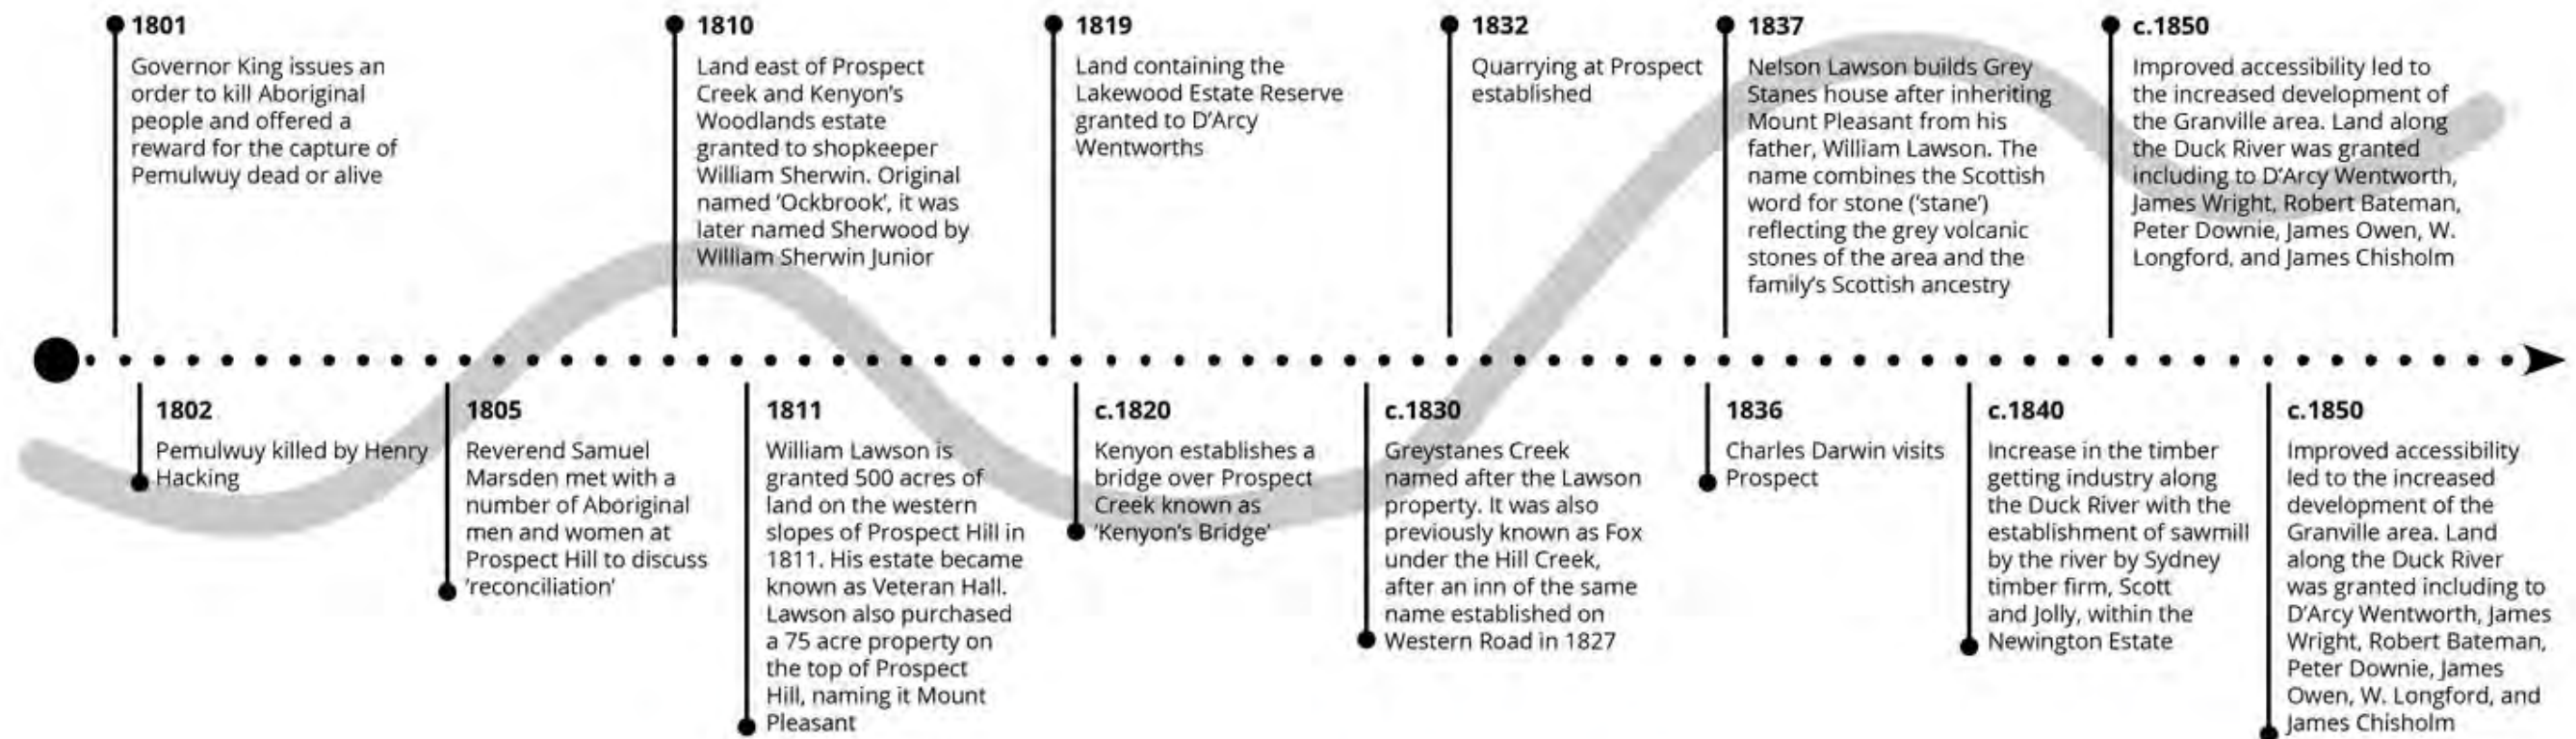 1801
Governor King issues an
order to kill Aboriginal
people and offered a
reward for the capture of
Pemulwuy dead or alive
1810
Land east of Prospect
Creek and Kenyon's
Woodlands estate
granted to shopkeeper
William Sherwin. Original
named 'Ockbrook', it was
later named Sherwood by
William Sherwin Junior
1819
Land containing the
Lakewood Estate Reserve
granted to D'Arcy
Wentworths
1832
Quarrying at Prospect
established
1837
Nelson Lawson builds Grey
Stanes house after inheriting
Mount Pleasant from his
father, William Lawson. The
name combines the Scottish
word for stone ('stane')
reflecting the grey volcanic
stones of the area and the
family's Scottish ancestry
c.1850
Improved accessibility led to
the increased development of
the Granville area. Land along
the Duck River was granted
including to D'Arcy Wentworth,
James Wright, Robert Bateman,
Peter Downie, James Owen, W.
Longford, and James Chisholm
1802
Pemulwuy killed by Henry
Hacking
1805
Reverend Samuel
Marsden met with a
number of Aboriginal
men and women at
Prospect Hill to discuss
'reconciliation'
1811
William Lawson is
granted 500 acres of
land on the western
slopes of Prospect Hill in
1811. His estate became
known as Veteran Hall.
Lawson also purchased
a 75 acre property on
the top of Prospect
Hill, naming it Mount
Pleasant
c.1820
Kenyon establishes a
bridge over Prospect
Creek known as
'Kenyon's Bridge'
c.1830
Greystanes Creek
named after the Lawson
property. It was also
previously known as Fox
under the Hill Creek,
after an inn of the same
name established on
Western Road in 1827
1836
Charles Darwin visits
Prospect
c.1840
Increase in the timber
getting industry along
the Duck River with the
establishment of sawmill
by the river by Sydney
timber firm, Scott
and Jolly, within the
Newington Estate
c.1850
Improved accessibility
led to the increased
development of the
Granville area. Land
along the Duck River
was granted including to
D'Arcy Wentworth, James
Wright, Robert Bateman,
Peter Downie, James
Owen, W. Longford, and
James Chisholm